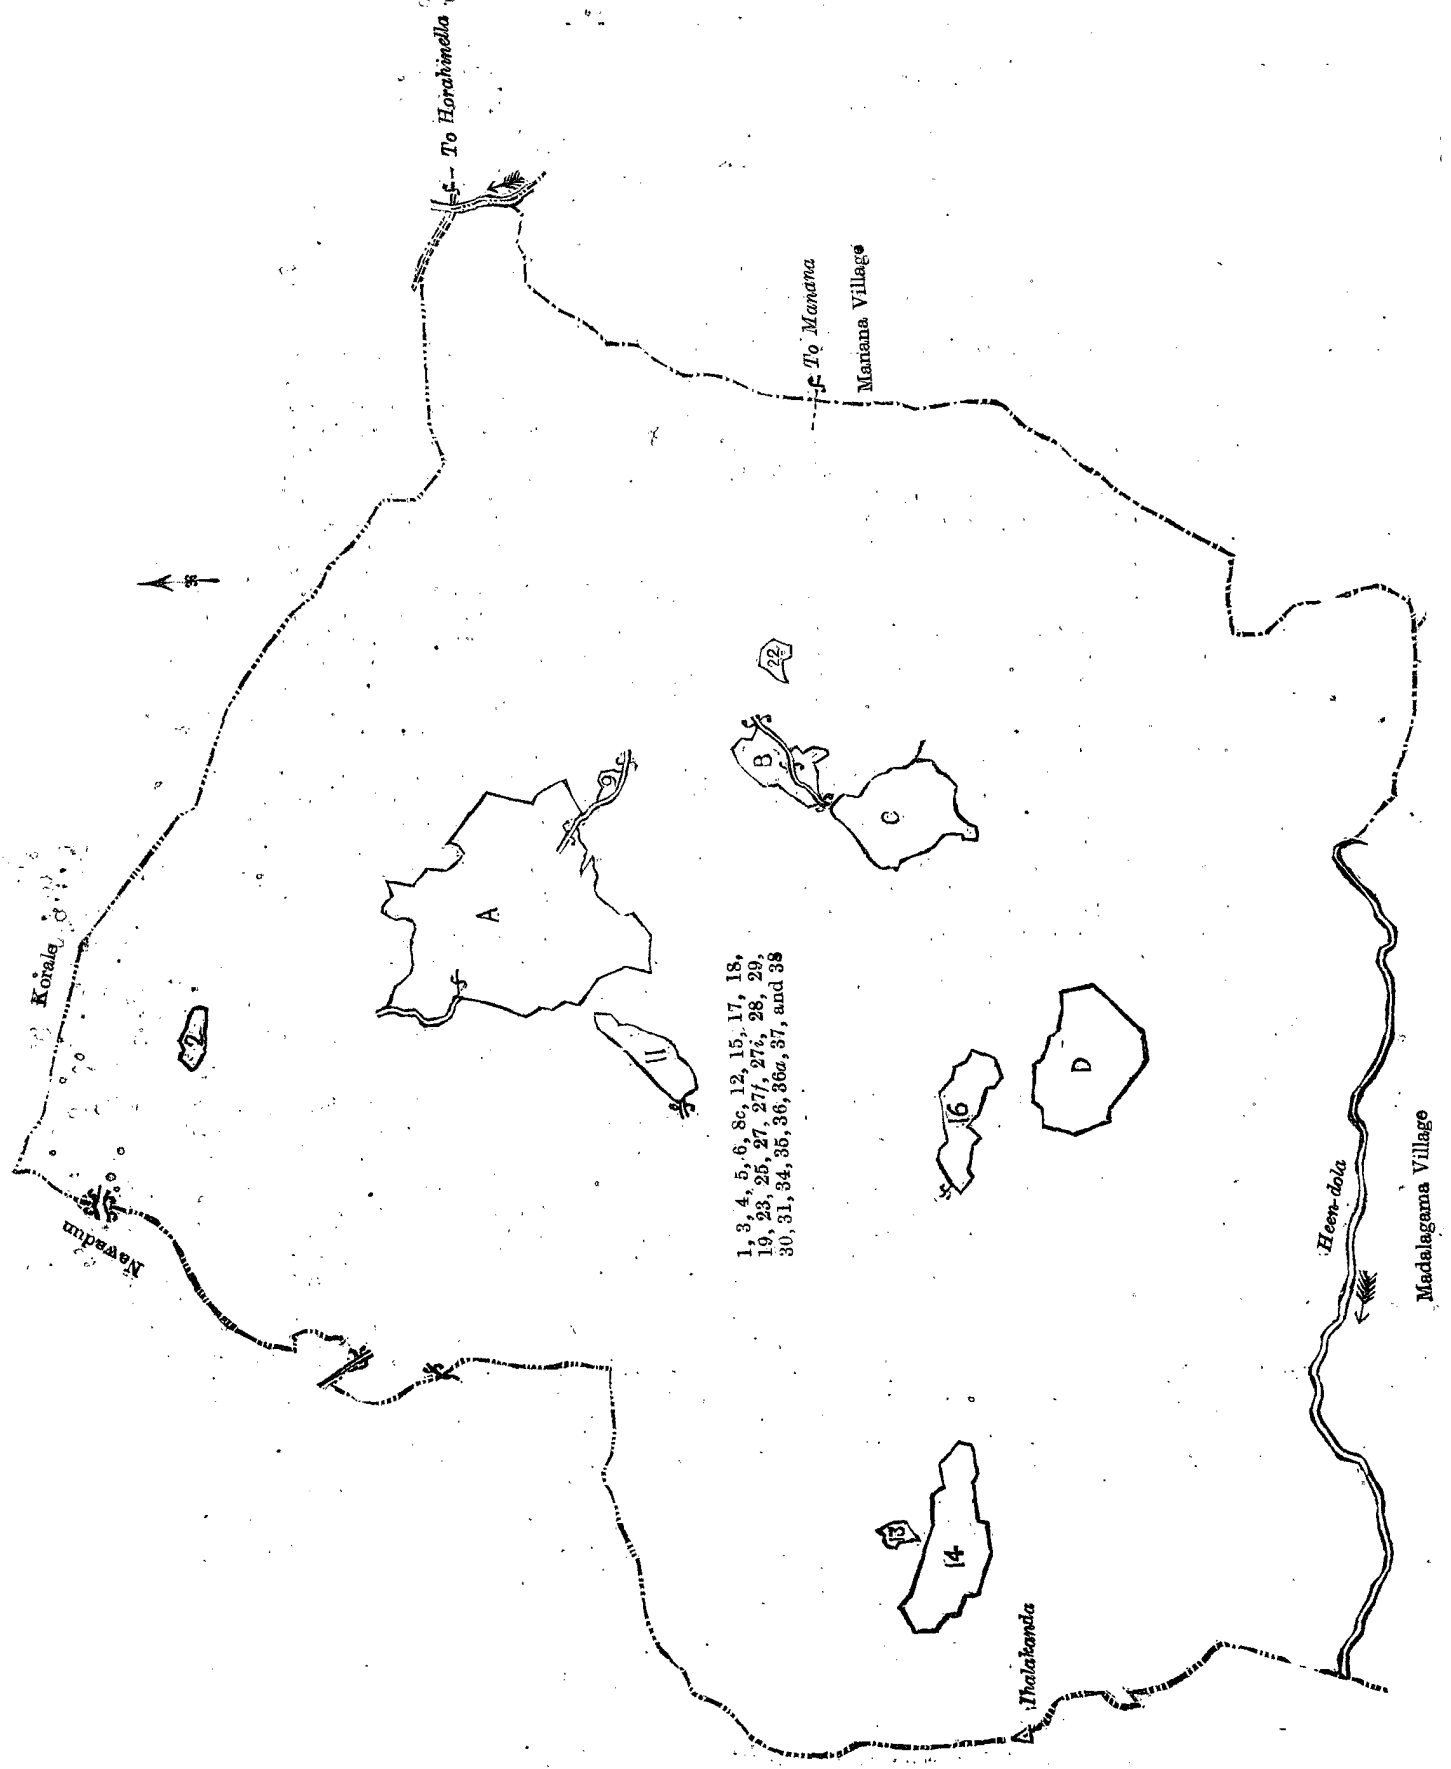 To Horahinella
Korale
Nawadun
To Manana
Manana Village
22
2
A
9
B
C
11
1, 3, 4, 5, 6, 8c, 12, 15, 17, 18,
19, 23, 25, 27, 27f, 27i, 28, 29,
30, 31, 34, 35, 36, 36a, 37, and 38
16
D
13
14
Heen-dola
Ihalakanda
Madalagama Village